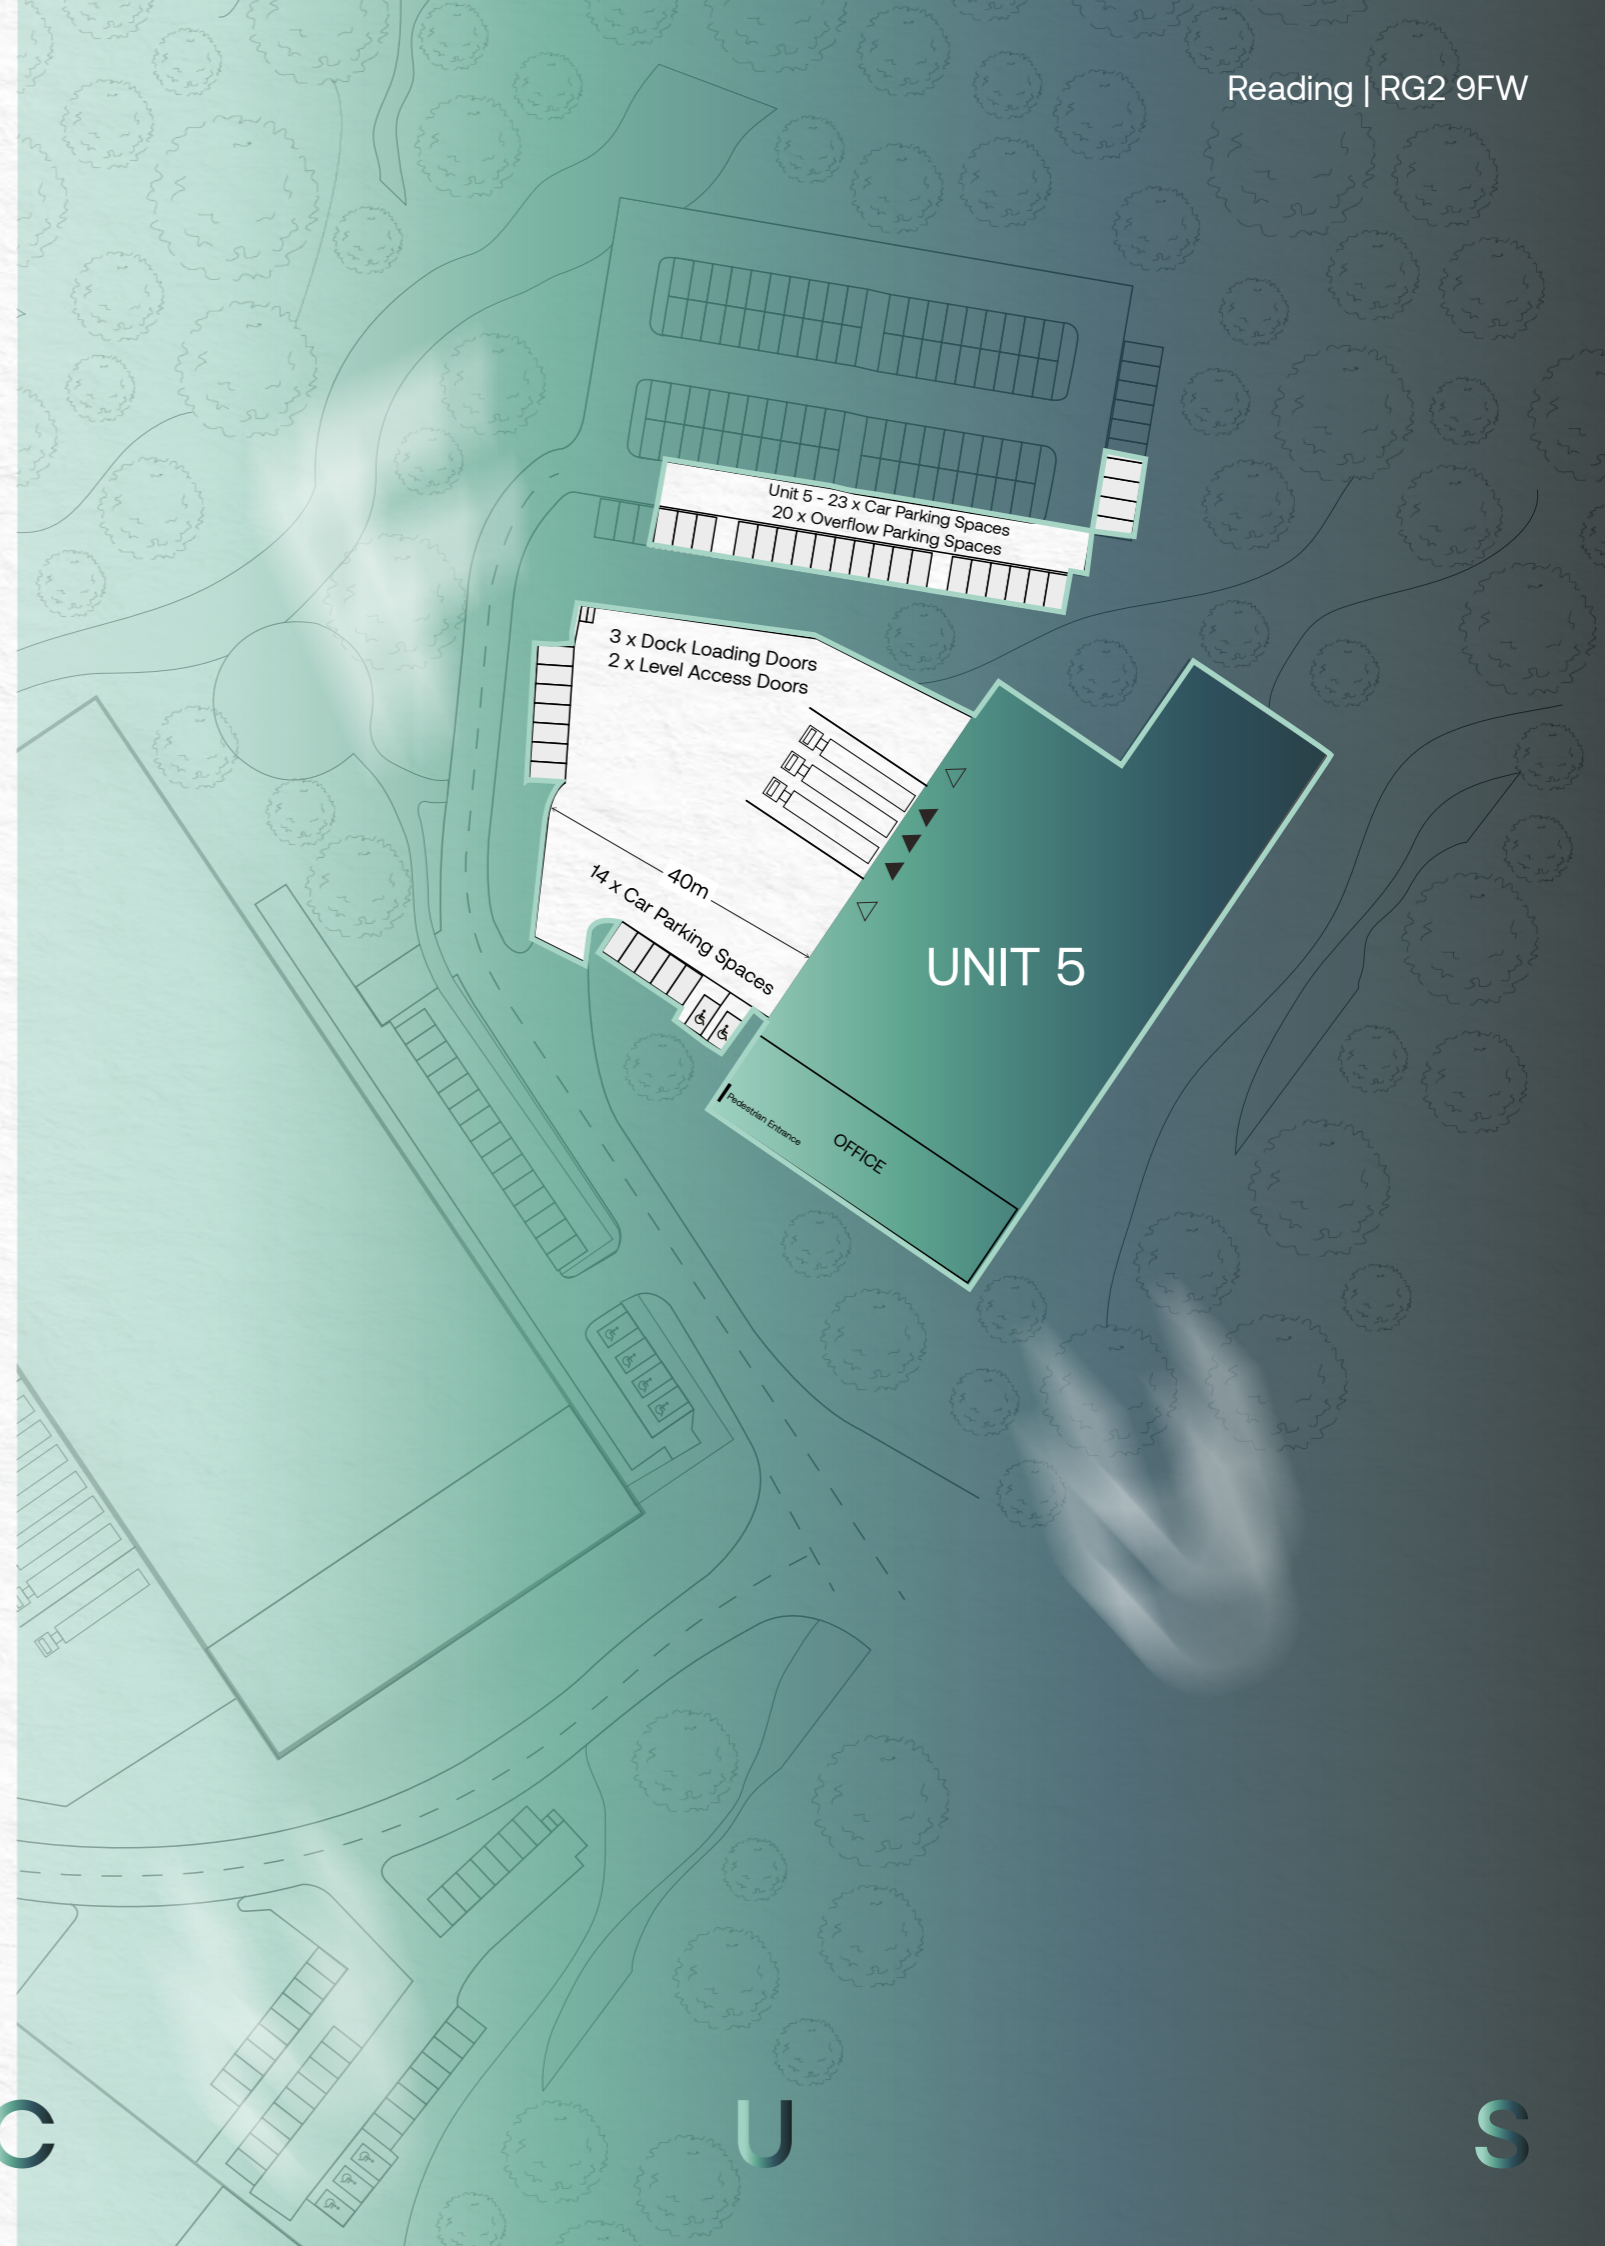 Reading | RG2 9FW
Unit 5 - 23 x Car Parking Spaces
20 x Overflow Parking Spaces
3 x Dock Loading Doors
2 x Level Access Doors
40m
14 x Car Parking Spaces
UNIT 5
Pedestrian Entrance
OFFICE
C U S